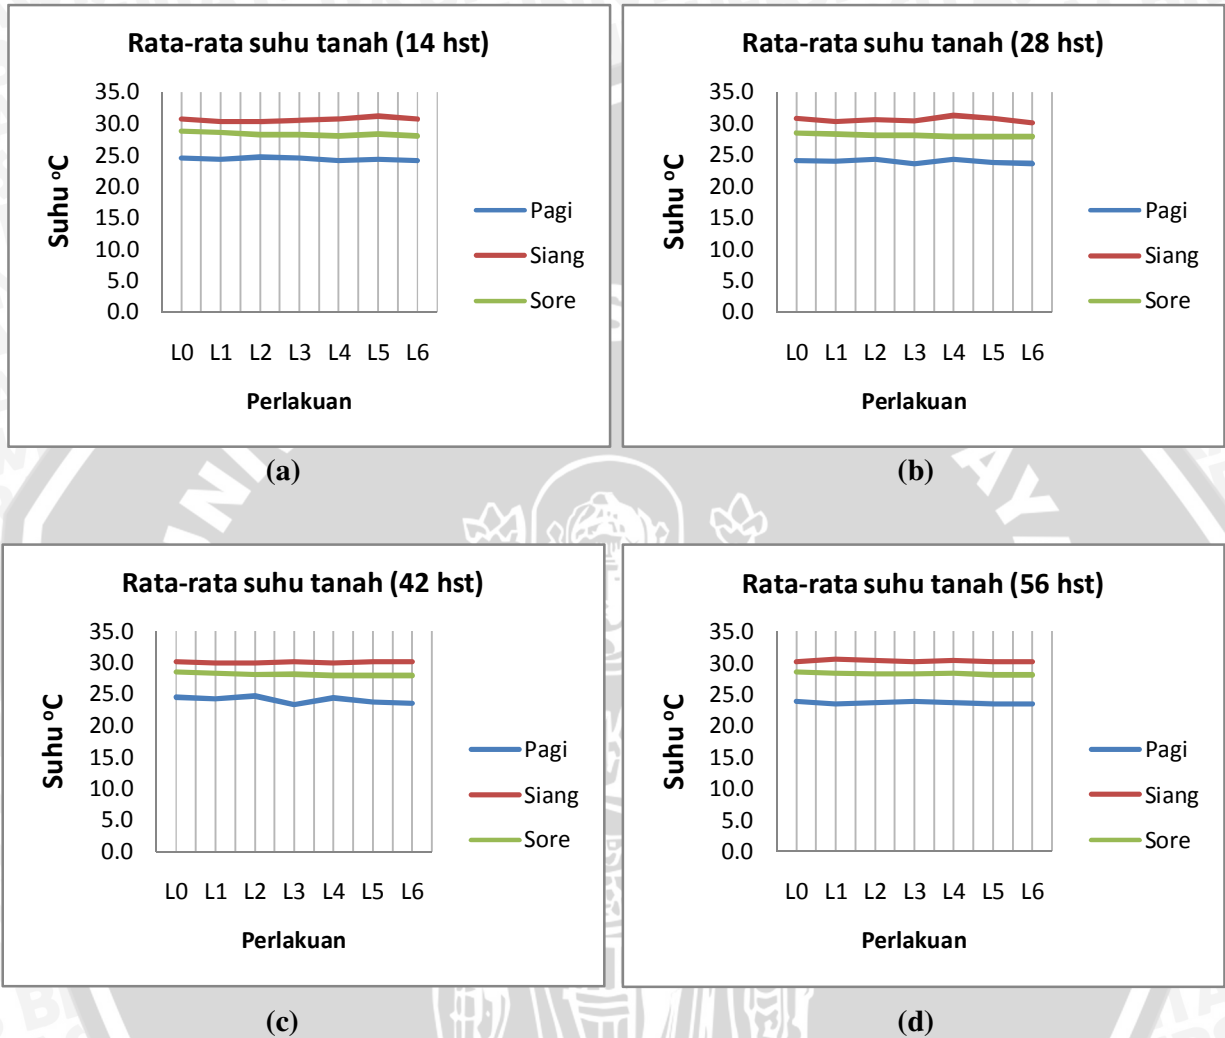 Rata-rata suhu tanah (14 hst)
35.0
30.0
25.0
20.0
15.0
10.0
5.0
0.0
Suhu ᵒC
L0 L1 L2 L3 L4 L5 L6
Perlakuan
Pagi
Siang
Sore
(a)
Rata-rata suhu tanah (28 hst)
35.0
30.0
25.0
20.0
15.0
10.0
5.0
0.0
Suhu ᵒC
L0 L1 L2 L3 L4 L5 L6
Perlakuan
Pagi
Siang
Sore
(b)
Rata-rata suhu tanah (42 hst)
35.0
30.0
25.0
20.0
15.0
10.0
5.0
0.0
Suhu ᵒC
L0 L1 L2 L3 L4 L5 L6
Perlakuan
Pagi
Siang
Sore
(c)
Rata-rata suhu tanah (56 hst)
35.0
30.0
25.0
20.0
15.0
10.0
5.0
0.0
Suhu ᵒC
L0 L1 L2 L3 L4 L5 L6
Perlakuan
Pagi
Siang
Sore
(d)